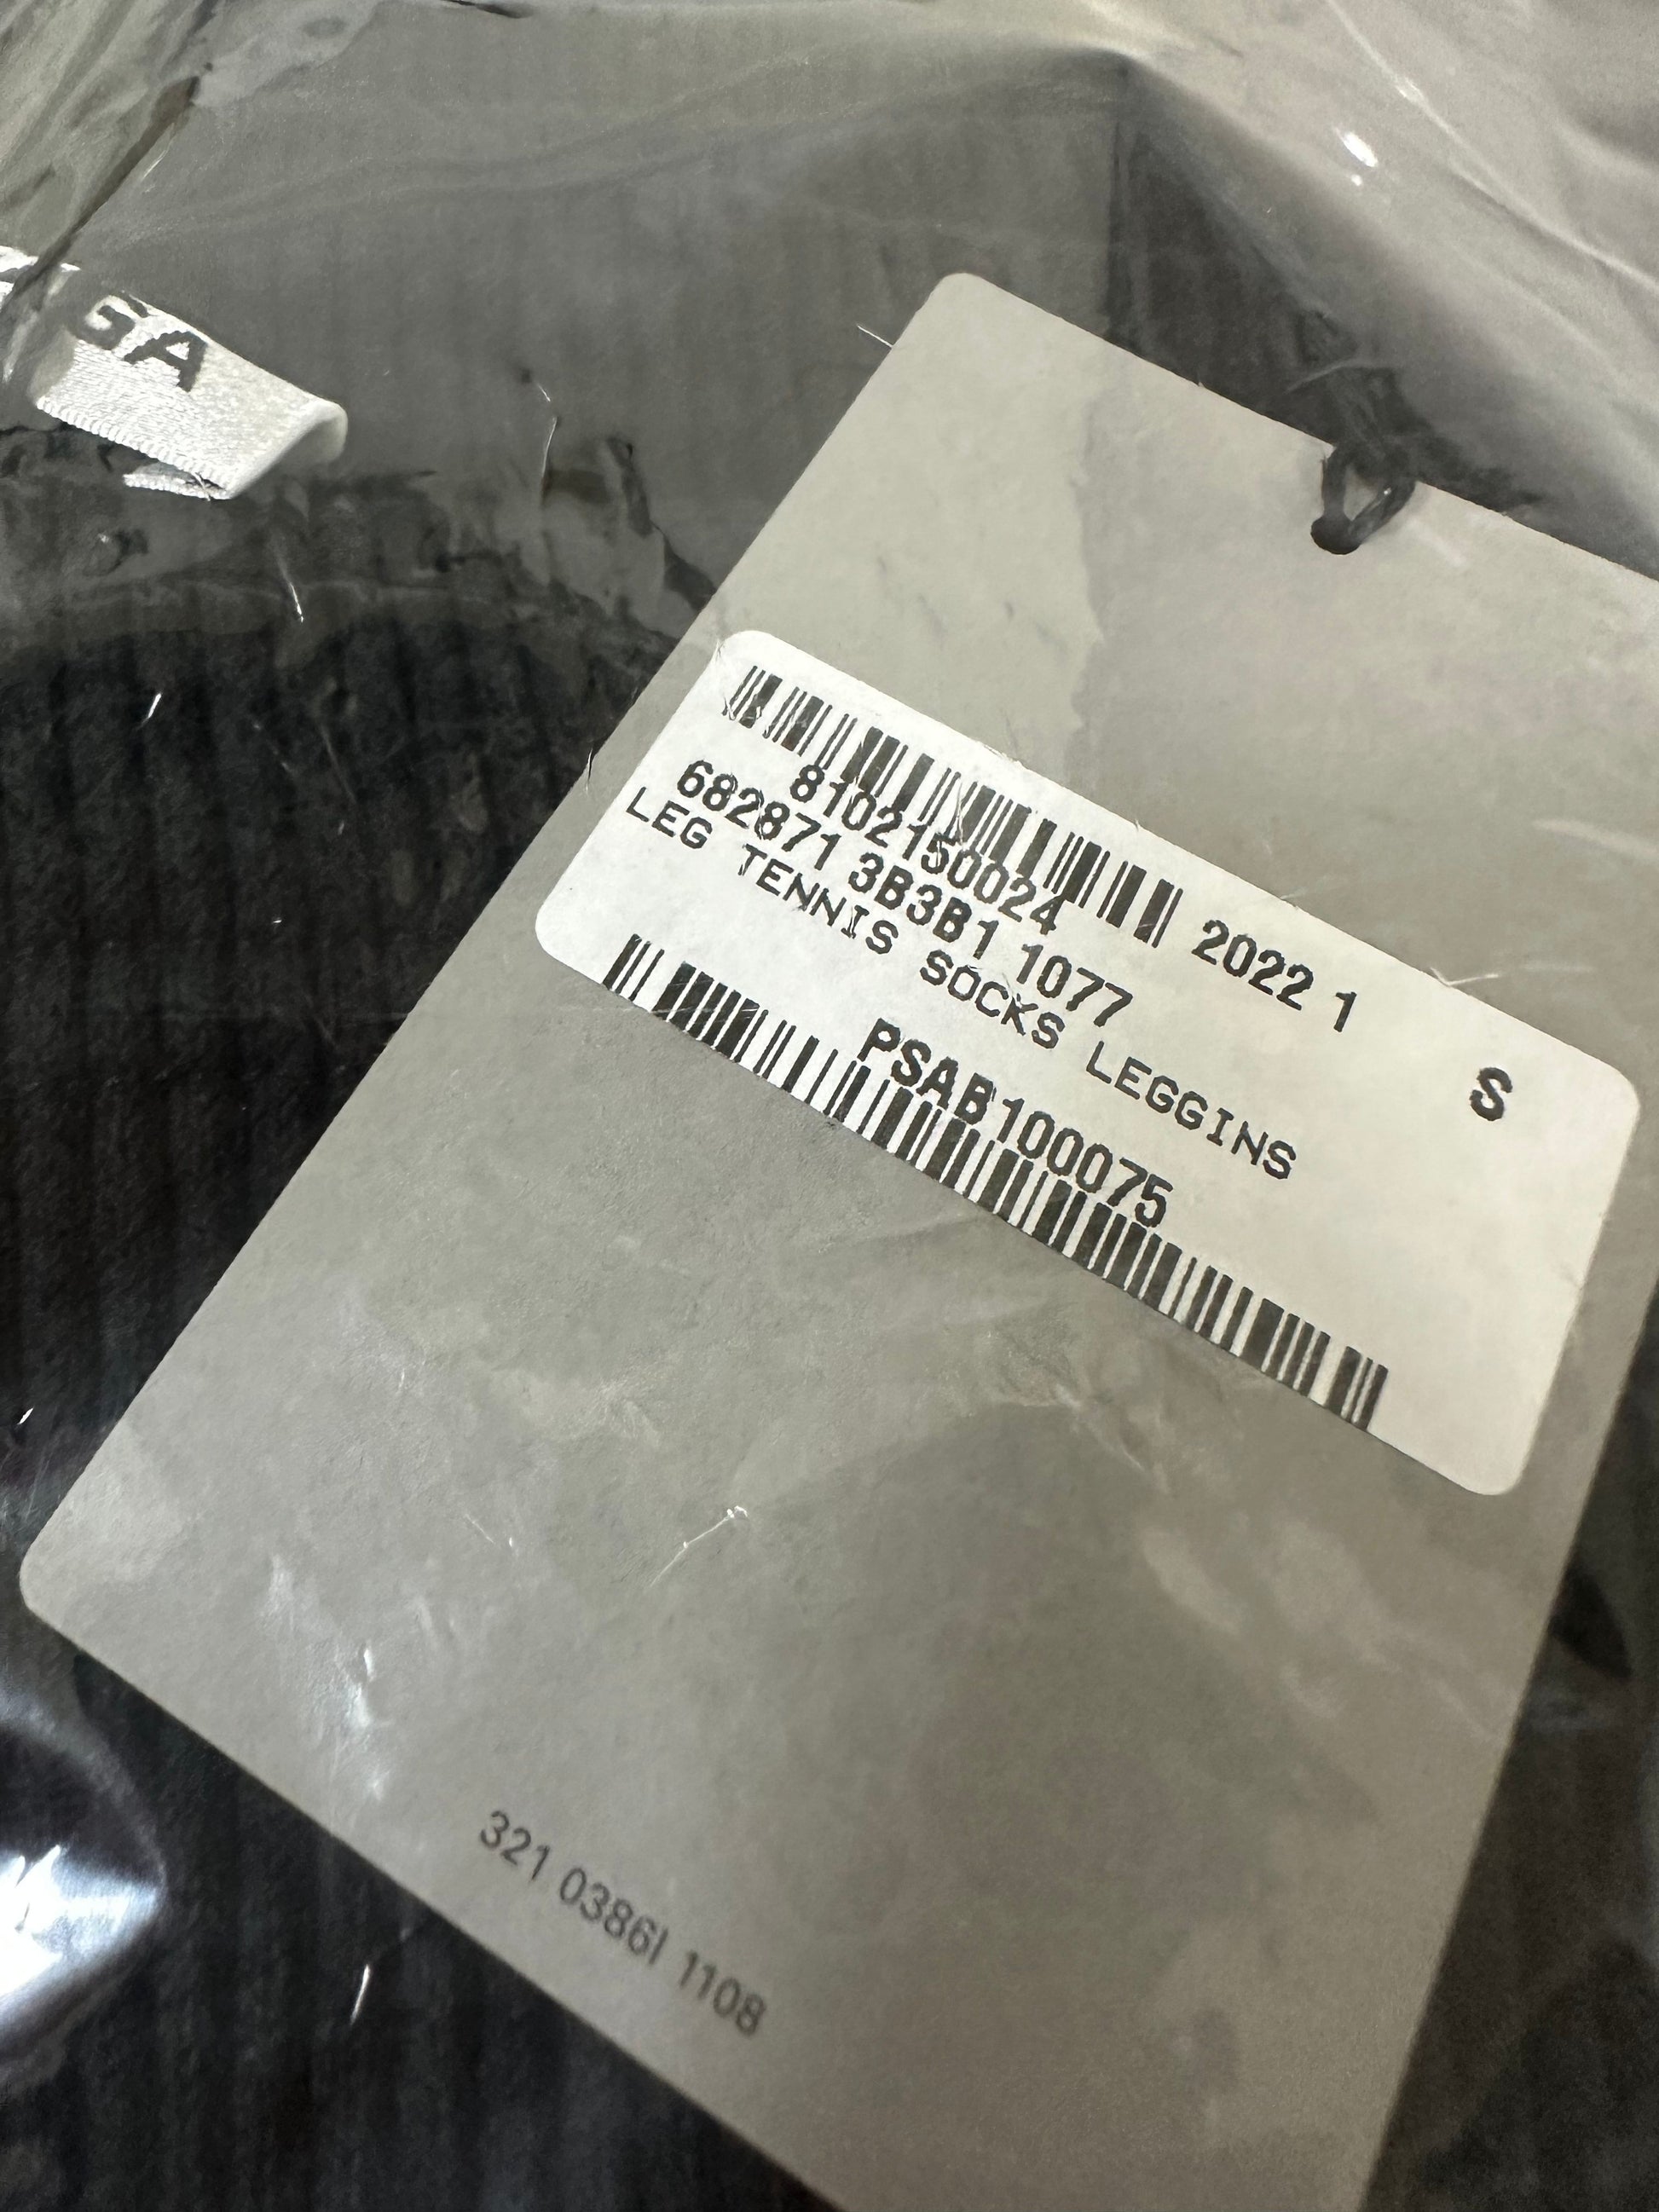 GA
8102150024 2022 1
682871 3B3B1 1077 S
LEG TENNIS SOCKS LEGGINS
PSAB100075
321 0386I 1108